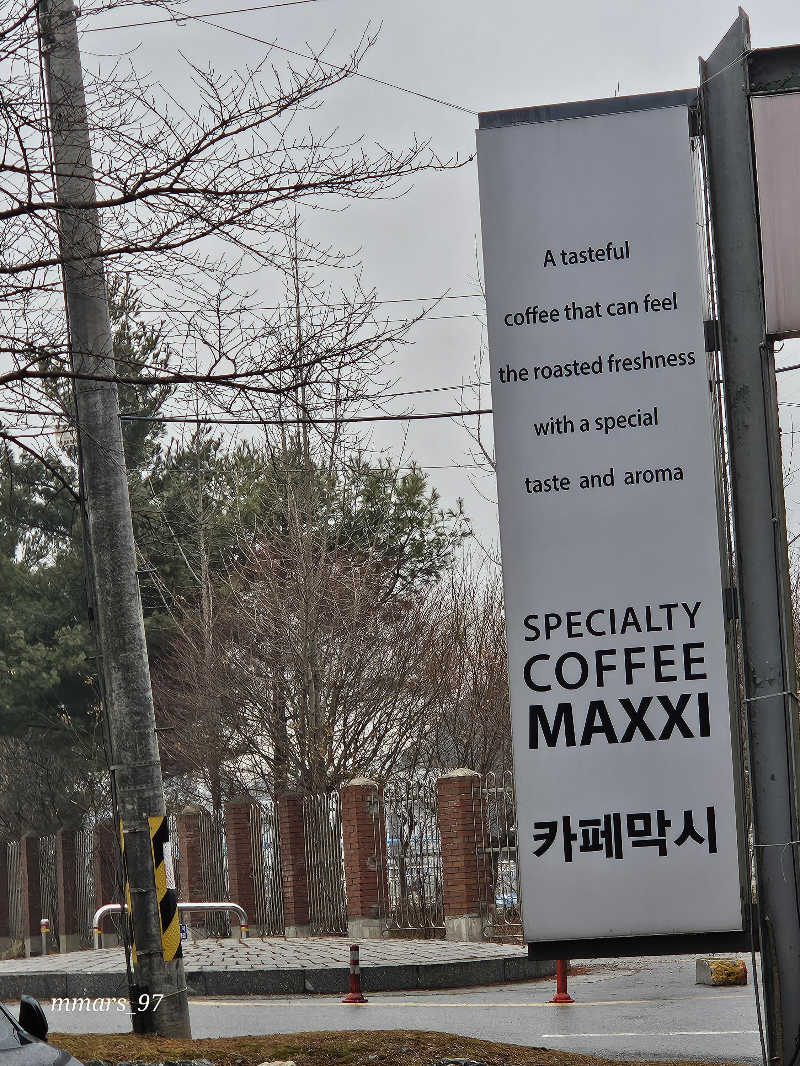 A tasteful
coffee that can feel
the roasted freshness
with a special
taste and aroma
SPECIALTY
COFFEE
MAXXI
카페막시
mmars_97